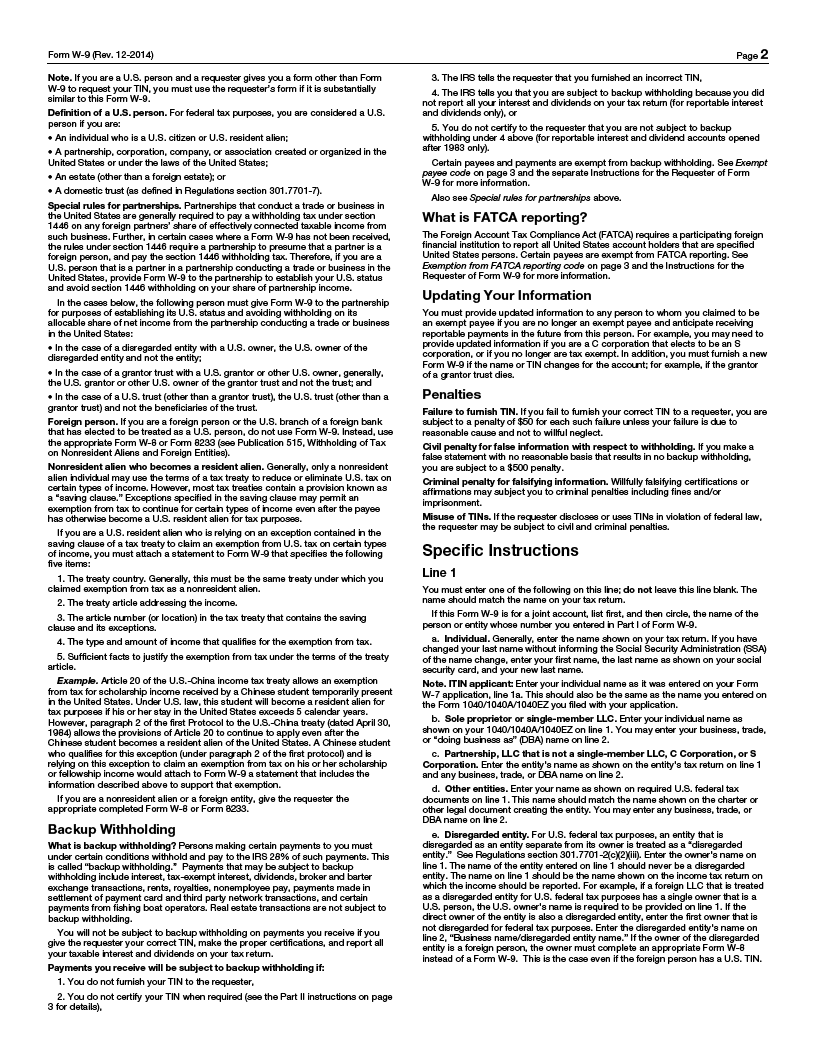 Form W-9 (Rev. 12-2014)
Page 2
Note. If you are a U.S. person and a requester gives you a form other than Form
W-9 to request your TIN, you must use the requester's form if it is substantially
similar to this Form W-9.
Definition of a U.S. person. For federal tax purposes, you are considered a U.S.
person if you are:
• An individual who is a U.S. citizen or U.S. resident alien;
• A partnership, corporation, company, or association created or organized in the
United States or under the laws of the United States;
• An estate (other than a foreign estate); or
• A domestic trust (as defined in Regulations section 301.7701-7).
Special rules for partnerships. Partnerships that conduct a trade or business in
the United States are generally required to pay a withholding tax under section
1446 on any foreign partners' share of effectively connected taxable income from
such business. Further, in certain cases where a Form W-9 has not been received,
the rules under section 1446 require a partnership to presume that a partner is a
foreign person, and pay the section 1446 withholding tax. Therefore, if you are a
U.S. person that is a partner in a partnership conducting a trade or business in the
United States, provide Form W-9 to the partnership to establish your U.S. status
and avoid section 1446 withholding on your share of partnership income.
In the cases below, the following person must give Form W-9 to the partnership
for purposes of establishing its U.S. status and avoiding withholding on its
allocable share of net income from the partnership conducting a trade or business
in the United States:
• In the case of a disregarded entity with a U.S. owner, the U.S. owner of the
disregarded entity and not the entity;
• In the case of a grantor trust with a U.S. grantor or other U.S. owner, generally,
the U.S. grantor or other U.S. owner of the grantor trust and not the trust; and
• In the case of a U.S. trust (other than a grantor trust), the U.S. trust (other than a
grantor trust) and not the beneficiaries of the trust.
Foreign person. If you are a foreign person or the U.S. branch of a foreign bank
that has elected to be treated as a U.S. person, do not use Form W-9. Instead, use
the appropriate Form W-8 or Form 8233 (see Publication 515, Withholding of Tax
on Nonresident Aliens and Foreign Entities).
Nonresident alien who becomes a resident alien. Generally, only a nonresident
alien individual may use the terms of a tax treaty to reduce or eliminate U.S. tax on
certain types of income. However, most tax treaties contain a provision known as
a "saving clause." Exceptions specified in the saving clause may permit an
exemption from tax to continue for certain types of income even after the payee
has otherwise become a U.S. resident alien for tax purposes.
If you are a U.S. resident alien who is relying on an exception contained in the
saving clause of a tax treaty to claim an exemption from U.S. tax on certain types
of income, you must attach a statement to Form W-9 that specifies the following
five items:
1. The treaty country. Generally, this must be the same treaty under which you
claimed exemption from tax as a nonresident alien.
2. The treaty article addressing the income.
3. The article number (or location) in the tax treaty that contains the saving
clause and its exceptions.
4. The type and amount of income that qualifies for the exemption from tax.
5. Sufficient facts to justify the exemption from tax under the terms of the treaty
article.
Example. Article 20 of the U.S.-China income tax treaty allows an exemption
from tax for scholarship income received by a Chinese student temporarily present
in the United States. Under U.S. law, this student will become a resident alien for
tax purposes if his or her stay in the United States exceeds 5 calendar years.
However, paragraph 2 of the first Protocol to the U.S.-China treaty (dated April 30,
1984) allows the provisions of Article 20 to continue to apply even after the
Chinese student becomes a resident alien of the United States. A Chinese student
who qualifies for this exception (under paragraph 2 of the first protocol) and is
relying on this exception to claim an exemption from tax on his or her scholarship
or fellowship income would attach to Form W-9 a statement that includes the
information described above to support that exemption.
If you are a nonresident alien or a foreign entity, give the requester the
appropriate completed Form W-8 or Form 8233.
Backup Withholding
What is backup withholding? Persons making certain payments to you must
under certain conditions withhold and pay to the IRS 28% of such payments. This
is called "backup withholding." Payments that may be subject to backup
withholding include interest, tax-exempt interest, dividends, broker and barter
exchange transactions, rents, royalties, nonemployee pay, payments made in
settlement of payment card and third party network transactions, and certain
payments from fishing boat operators. Real estate transactions are not subject to
backup withholding.
You will not be subject to backup withholding on payments you receive if you
give the requester your correct TIN, make the proper certifications, and report all
your taxable interest and dividends on your tax return.
Payments you receive will be subject to backup withholding if:
1. You do not furnish your TIN to the requester,
2. You do not certify your TIN when required (see the Part II instructions on page
3 for details),
3. The IRS tells the requester that you furnished an incorrect TIN,
4. The IRS tells you that you are subject to backup withholding because you did
not report all your interest and dividends on your tax return (for reportable interest
and dividends only), or
5. You do not certify to the requester that you are not subject to backup
withholding under 4 above (for reportable interest and dividend accounts opened
after 1983 only).
Certain payees and payments are exempt from backup withholding. See Exempt
payee code on page 3 and the separate Instructions for the Requester of Form
W-9 for more information.
Also see Special rules for partnerships above.
What is FATCA reporting?
The Foreign Account Tax Compliance Act (FATCA) requires a participating foreign
financial institution to report all United States account holders that are specified
United States persons. Certain payees are exempt from FATCA reporting. See
Exemption from FATCA reporting code on page 3 and the Instructions for the
Requester of Form W-9 for more information.
Updating Your Information
You must provide updated information to any person to whom you claimed to be
an exempt payee if you are no longer an exempt payee and anticipate receiving
reportable payments in the future from this person. For example, you may need to
provide updated information if you are a C corporation that elects to be an S
corporation, or if you no longer are tax exempt. In addition, you must furnish a new
Form W-9 if the name or TIN changes for the account; for example, if the grantor
of a grantor trust dies.
Penalties
Failure to furnish TIN. If you fail to furnish your correct TIN to a requester, you are
subject to a penalty of $50 for each such failure unless your failure is due to
reasonable cause and not to willful neglect.
Civil penalty for false information with respect to withholding. If you make a
false statement with no reasonable basis that results in no backup withholding,
you are subject to a $500 penalty.
Criminal penalty for falsifying information. Willfully falsifying certifications or
affirmations may subject you to criminal penalties including fines and/or
imprisonment.
Misuse of TINs. If the requester discloses or uses TINs in violation of federal law,
the requester may be subject to civil and criminal penalties.
Specific Instructions
Line 1
You must enter one of the following on this line; do not leave this line blank. The
name should match the name on your tax return.
If this Form W-9 is for a joint account, list first, and then circle, the name of the
person or entity whose number you entered in Part I of Form W-9.
a. Individual. Generally, enter the name shown on your tax return. If you have
changed your last name without informing the Social Security Administration (SSA)
of the name change, enter your first name, the last name as shown on your social
security card, and your new last name.
Note. ITIN applicant: Enter your individual name as it was entered on your Form
W-7 application, line 1a. This should also be the same as the name you entered on
the Form 1040/1040A/1040EZ you filed with your application.
b. Sole proprietor or single-member LLC. Enter your individual name as
shown on your 1040/1040A/1040EZ on line 1. You may enter your business, trade,
or "doing business as" (DBA) name on line 2.
c. Partnership, LLC that is not a single-member LLC, C Corporation, or S
Corporation. Enter the entity's name as shown on the entity's tax return on line 1
and any business, trade, or DBA name on line 2.
d. Other entities. Enter your name as shown on required U.S. federal tax
documents on line 1. This name should match the name shown on the charter or
other legal document creating the entity. You may enter any business, trade, or
DBA name on line 2.
e. Disregarded entity. For U.S. federal tax purposes, an entity that is
disregarded as an entity separate from its owner is treated as a "disregarded
entity." See Regulations section 301.7701-2(c)(2)(iii). Enter the owner's name on
line 1. The name of the entity entered on line 1 should never be a disregarded
entity. The name on line 1 should be the name shown on the income tax return on
which the income should be reported. For example, if a foreign LLC that is treated
as a disregarded entity for U.S. federal tax purposes has a single owner that is a
U.S. person, the U.S. owner's name is required to be provided on line 1. If the
direct owner of the entity is also a disregarded entity, enter the first owner that is
not disregarded for federal tax purposes. Enter the disregarded entity's name on
line 2, "Business name/disregarded entity name." If the owner of the disregarded
entity is a foreign person, the owner must complete an appropriate Form W-8
instead of a Form W-9. This is the case even if the foreign person has a U.S. TIN.